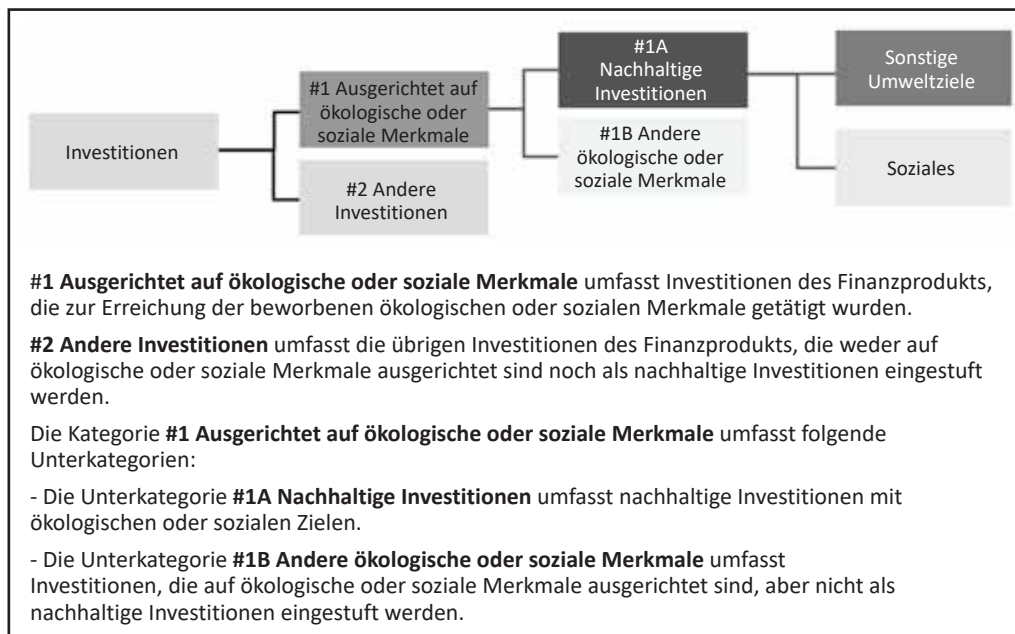 Investitionen
#1 Ausgerichtet auf
ökologische oder
soziale Merkmale
#2 Andere
Investitionen
#1A
Nachhaltige
Investitionen
#1B Andere
ökologische oder
soziale Merkmale
Sonstige
Umweltziele
Soziales
#1 Ausgerichtet auf ökologische oder soziale Merkmale umfasst Investitionen des Finanzprodukts,
die zur Erreichung der beworbenen ökologischen oder sozialen Merkmale getätigt wurden.
#2 Andere Investitionen umfasst die übrigen Investitionen des Finanzprodukts, die weder auf
ökologische oder soziale Merkmale ausgerichtet sind noch als nachhaltige Investitionen eingestuft
werden.
Die Kategorie #1 Ausgerichtet auf ökologische oder soziale Merkmale umfasst folgende
Unterkategorien:
- Die Unterkategorie #1A Nachhaltige Investitionen umfasst nachhaltige Investitionen mit
ökologischen oder sozialen Zielen.
- Die Unterkategorie #1B Andere ökologische oder soziale Merkmale umfasst
Investitionen, die auf ökologische oder soziale Merkmale ausgerichtet sind, aber nicht als
nachhaltige Investitionen eingestuft werden.